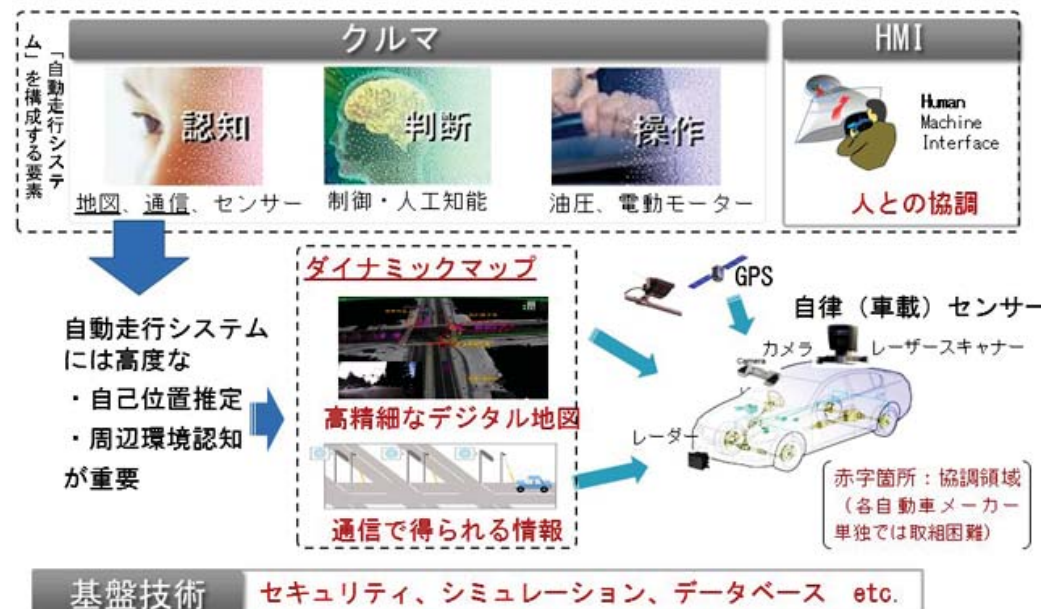 「自動走行システ
ム」を構成する要素
クルマ
認知
判断
操作
地図、通信、センサー
制御・人工知能
油圧、電動モーター
HMI
Human
Machine
Interface
人との協調
自動走行システム
には高度な
・自己位置推定
・周辺環境認知
が重要
ダイナミックマップ
高精細なデジタル地図
通信で得られる情報
GPS
自律（車載）センサー
カメラ
Camera
レーザースキャナー
レーダー
赤字箇所：協調領域
（各自動車メーカー
単独では取組困難）
基盤技術
セキュリティ、シミュレーション、データベース etc.